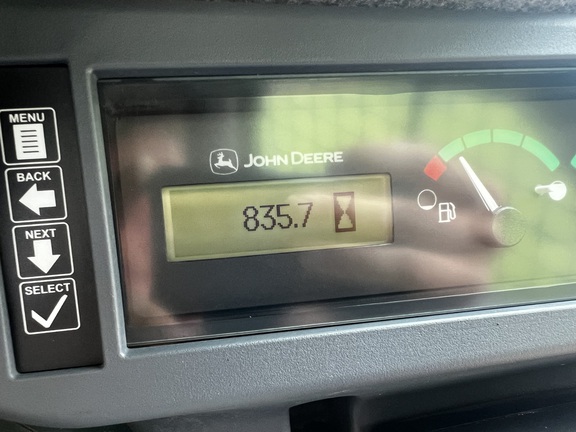 MENU
BACK
NEXT
SELECT
JOHN DEERE
835.7